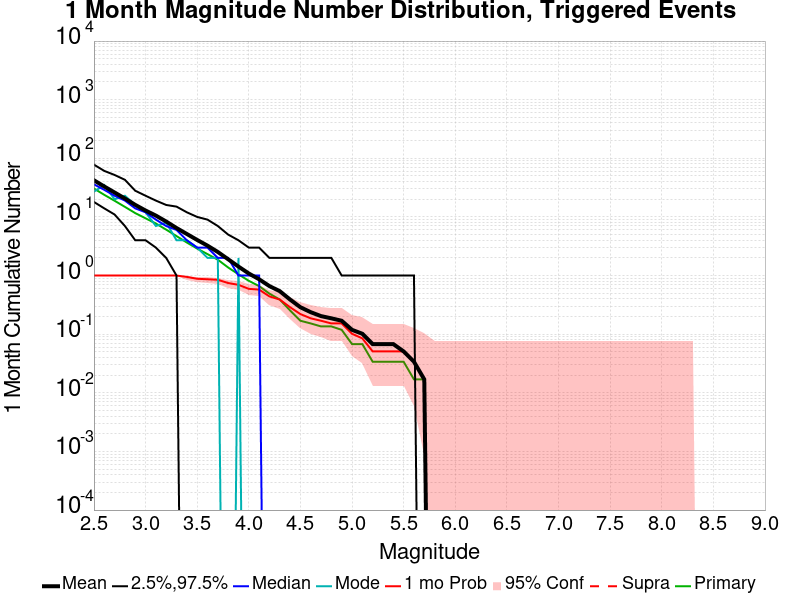 1 Month Magnitude Number Distribution, Triggered Events
10^4
10^3
10^2
10^1
10^0
10^-1
10^-2
10^-3
10^-4
1 Month Cumulative Number
2.5 3.0 3.5 4.0 4.5 5.0 5.5 6.0 6.5 7.0 7.5 8.0 8.5 9.0
Magnitude
Mean 2.5%,97.5% Median Mode 1 mo Prob 95% Conf Supra Primary